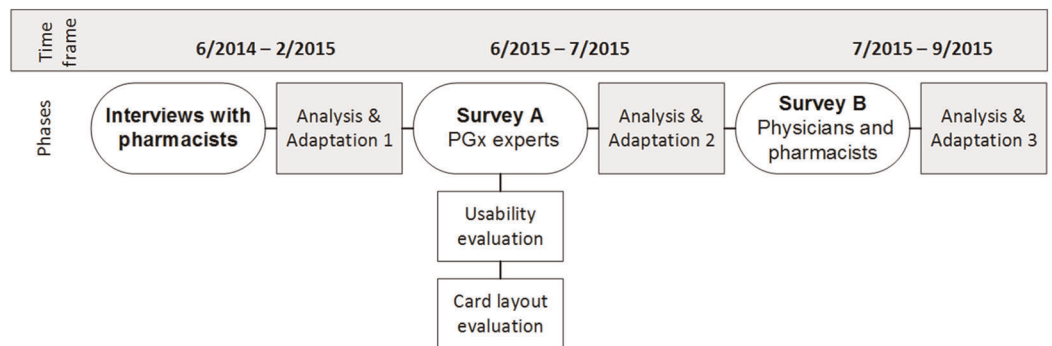 Time
frame
6/2014 – 2/2015
6/2015 – 7/2015
7/2015 – 9/2015
Phases
Interviews with
pharmacists
Analysis &
Adaptation 1
Survey A
PGx experts
Analysis &
Adaptation 2
Survey B
Physicians and
pharmacists
Analysis &
Adaptation 3
Usability
evaluation
Card layout
evaluation